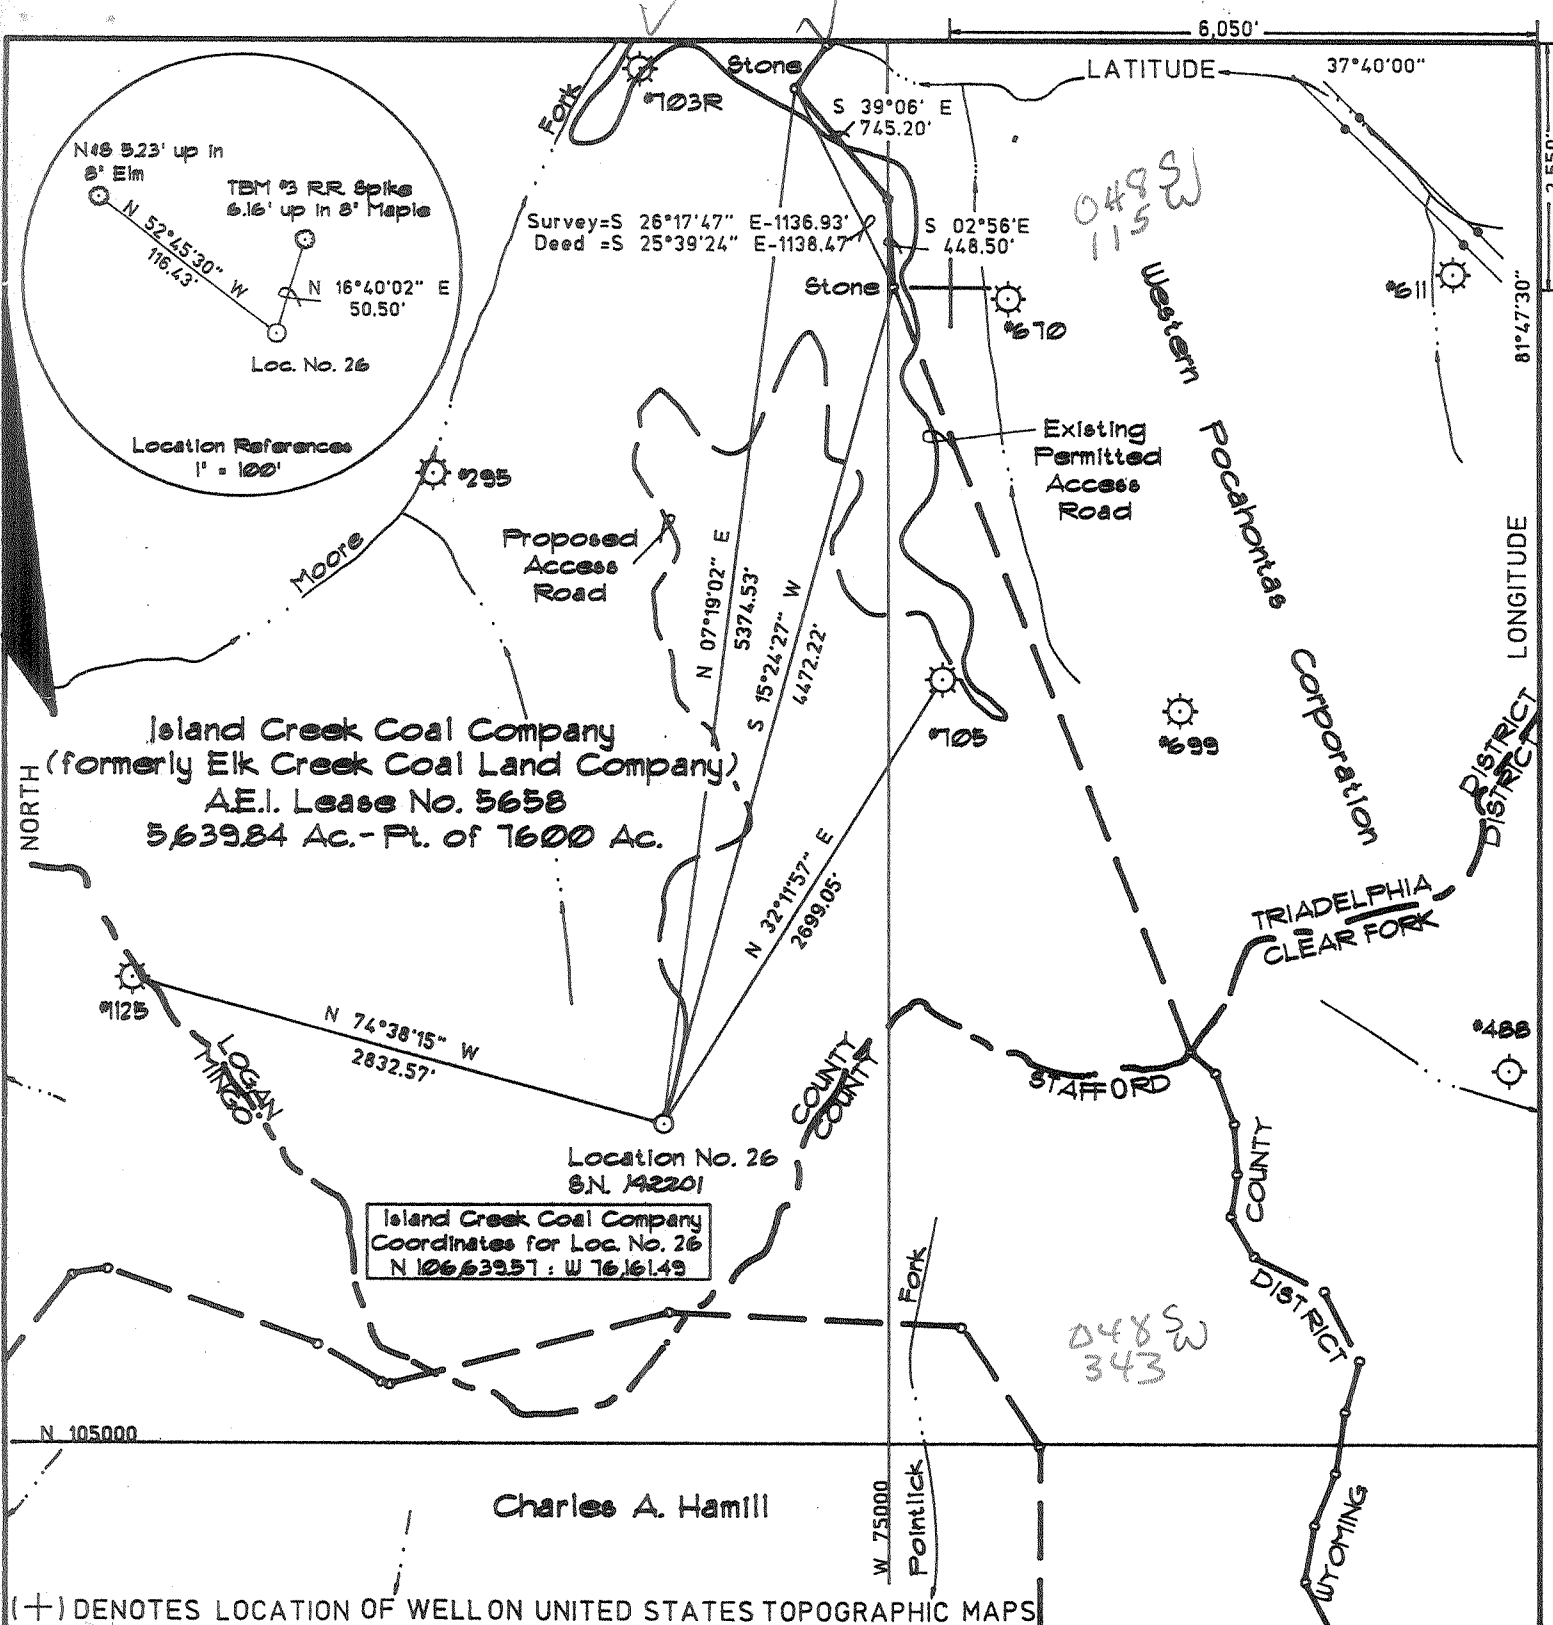 6,050'
LATITUDE
37°40'00"
Stone
#703R
Fork
S 39°06' E
745.20'
N&S 5.23' up in
8" Elm
TBM #3 R.R. Spike
6.16' up in 8" Maple
N 52°45'30" W
116.43'
N 16°40'02" E
50.50'
Loc. No. 26
Location References
1" = 100'
Survey=S 26°17'47" E-1136.93'
Deed =S 25°39'24" E-1138.47'
S 02°56'E
448.50'
Stone
048 SW
115
#670
#611
81°47'30"
LONGITUDE
Western Pocahontas Corporation
Existing
Permitted
Access
Road
#295
Moore
Proposed
Access
Road
N 07°19'02" E
5374.53'
S 15°24'27" W
4472.22'
#705
#699
Island Creek Coal Company
(formerly Elk Creek Coal Land Company)
A.E.I. Lease No. 5658
5,639.84 Ac.- Pt. of 7600 Ac.
NORTH
N 32°11'57" E
2699.05'
DISTRICT
DISTRICT
TRIADELPHIA
CLEAR FORK
#1125
N 74°38'15" W
2832.57'
#488
LOGAN
MINGO
COUNTY
COUNTY
STAFFORD
COUNTY
Location No. 26
S.N. 142201
Island Creek Coal Company
Coordinates for Loc. No. 26
N 106,639.57 : W 76,161.49
Fork
DISTRICT
048 SW
343
N 105000
Charles A. Hamill
W 75000
Pointlick
WYOMING
(+) DENOTES LOCATION OF WELL ON UNITED STATES TOPOGRAPHIC MAPS